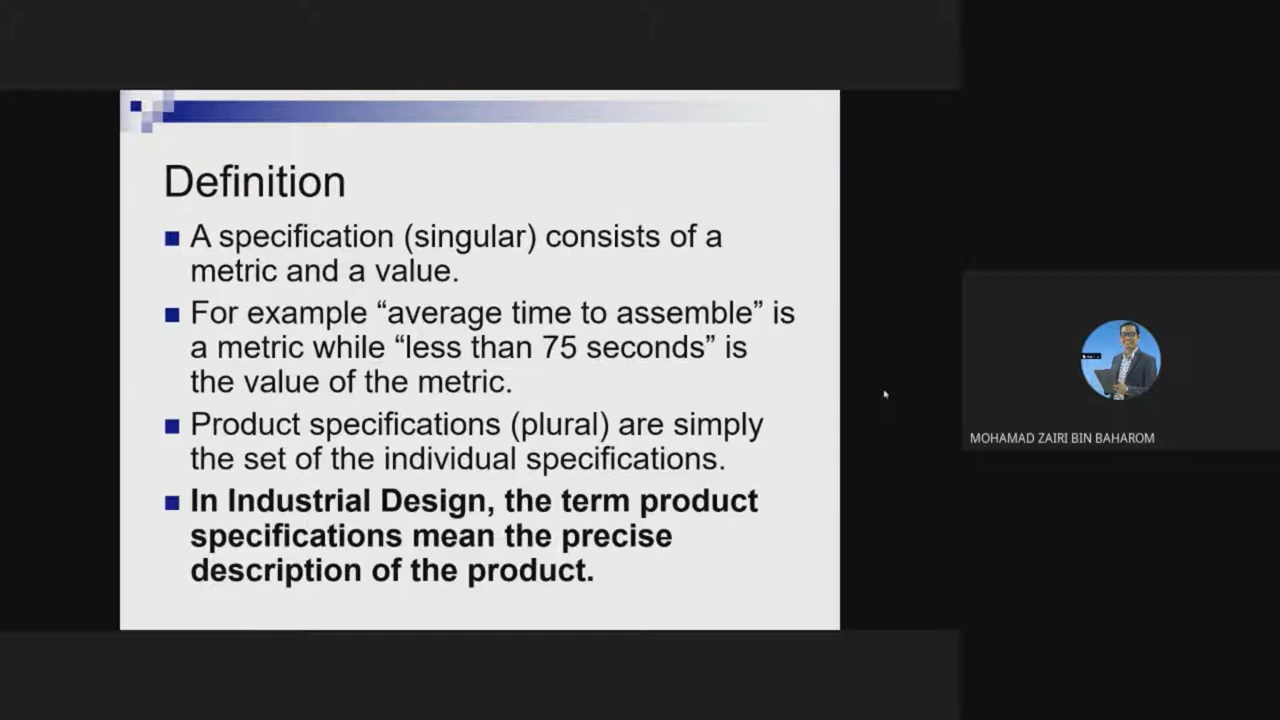 Definition
A specification (singular) consists of a
metric and a value.
For example “average time to assemble” is
a metric while “less than 75 seconds” is
the value of the metric.
Product specifications (plural) are simply
the set of the individual specifications.
In Industrial Design, the term product
specifications mean the precise
description of the product.
MOHAMAD ZAIRI BIN BAHAROM